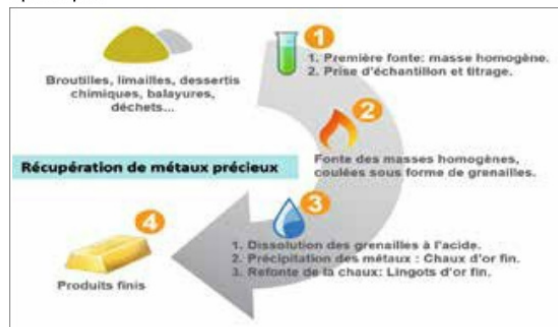 1
1. Première fonte: masse homogène.
2. Prise d'échantillon et titrage.
Broutilles, limailles, dessertis
chimiques, balayures,
déchets...
2
Fonte des masses homogènes,
coulées sous forme de grenailles.
Récupération de métaux précieux
3
1. Dissolution des grenailles à l'acide.
2. Précipitation des métaux : Chaux d'or fin.
3. Refonte de la chaux: Lingots d'or fin.
4
Produits finis